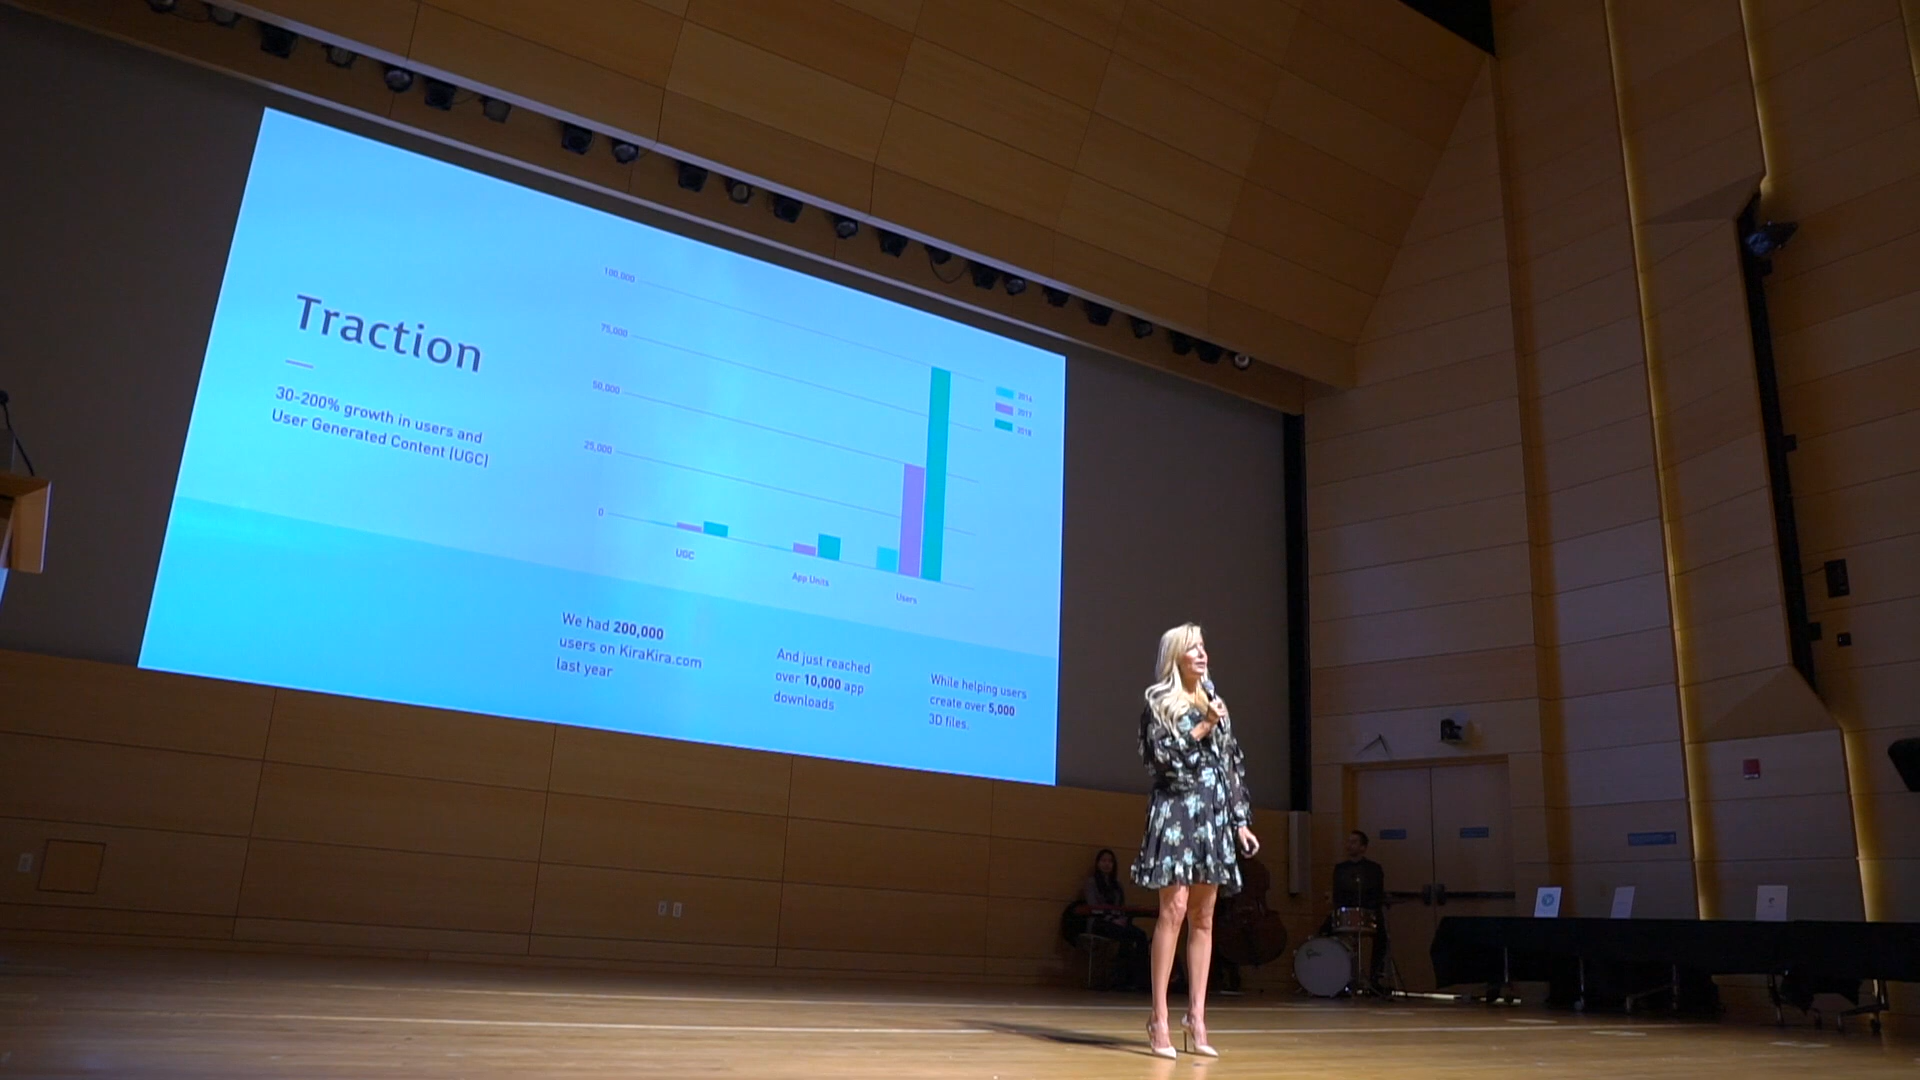 Traction
30-200% growth in users and
User Generated Content [UGC]
100,000
75,000
50,000
25,000
0
UGC
App Units
Users
2016
2017
2018
We had 200,000
users on KiraKira.com
last year
And just reached
over 10,000 app
downloads
While helping users
create over 5,000
3D files.